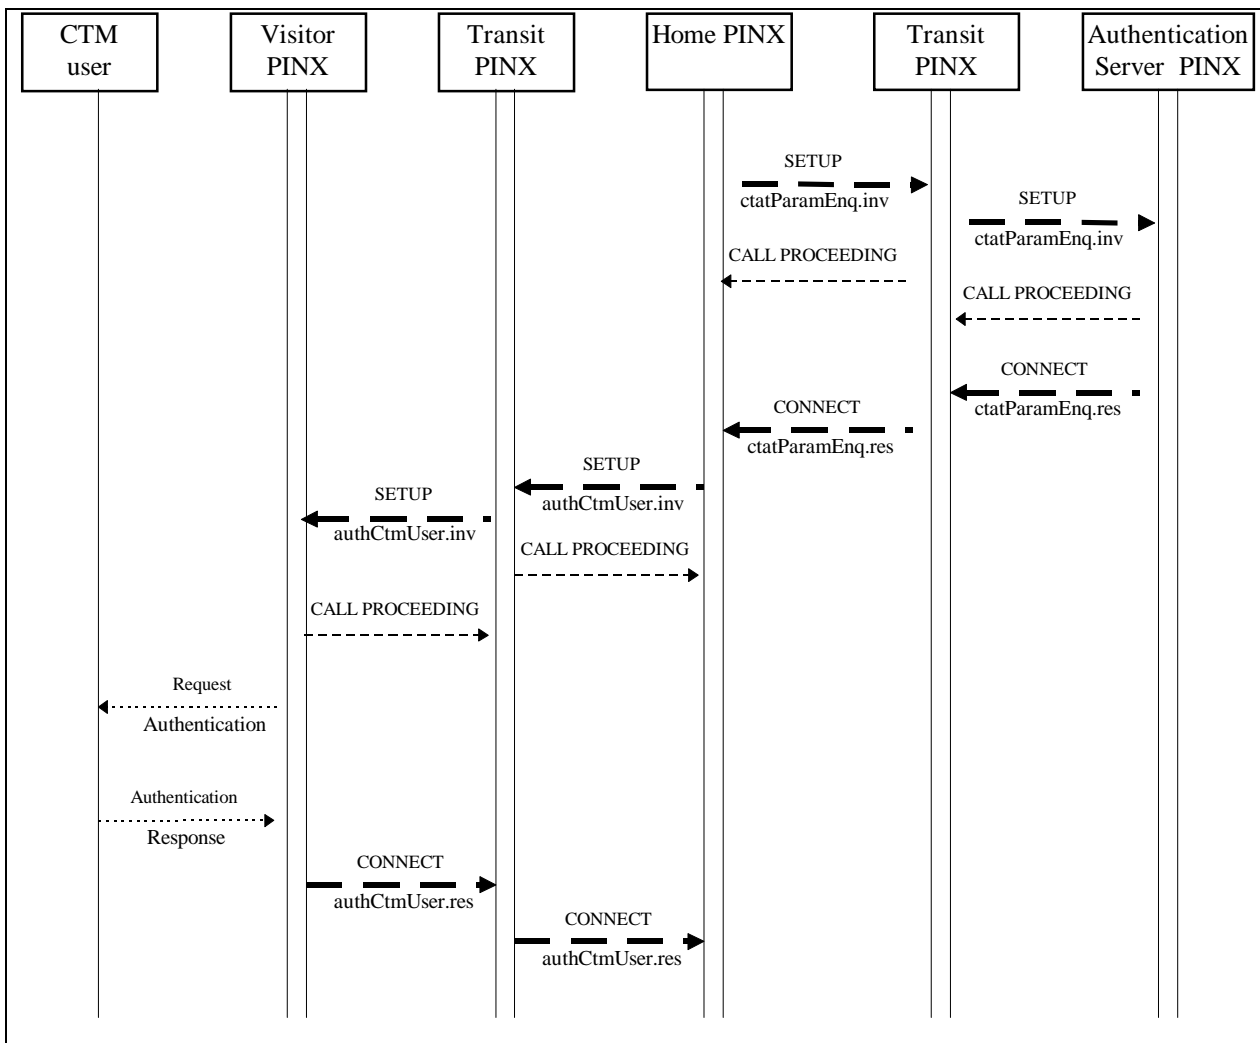 CTM
user
Visitor
PINX
Transit
PINX
Home PINX
Transit
PINX
Authentication
Server PINX
SETUP
ctatParamEnq.inv
SETUP
ctatParamEnq.inv
CALL PROCEEDING
CALL PROCEEDING
CONNECT
ctatParamEnq.res
CONNECT
ctatParamEnq.res
SETUP
authCtmUser.inv
SETUP
authCtmUser.inv
CALL PROCEEDING
CALL PROCEEDING
Request
Authentication
Authentication
Response
CONNECT
authCtmUser.res
CONNECT
authCtmUser.res